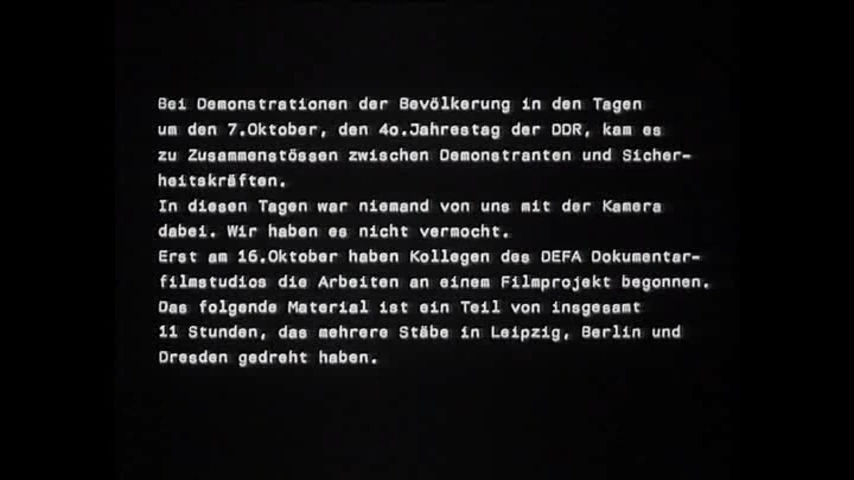 Bei Demonstrationen der Bevölkerung in den Tagen
um den 7.Oktober, den 4o.Jahrestag der DDR, kam es
zu Zusammenstössen zwischen Demonstranten und Sicher-
heitskräften.
In diesen Tagen war niemand von uns mit der Kamera
dabei. Wir haben es nicht vermocht.
Erst am 16.Oktober haben Kollegen des DEFA Dokumentar-
filmstudios die Arbeiten an einem Filmprojekt begonnen.
Das folgende Material ist ein Teil von insgesamt
11 Stunden, das mehrere Stäbe in Leipzig, Berlin und
Dresden gedreht haben.